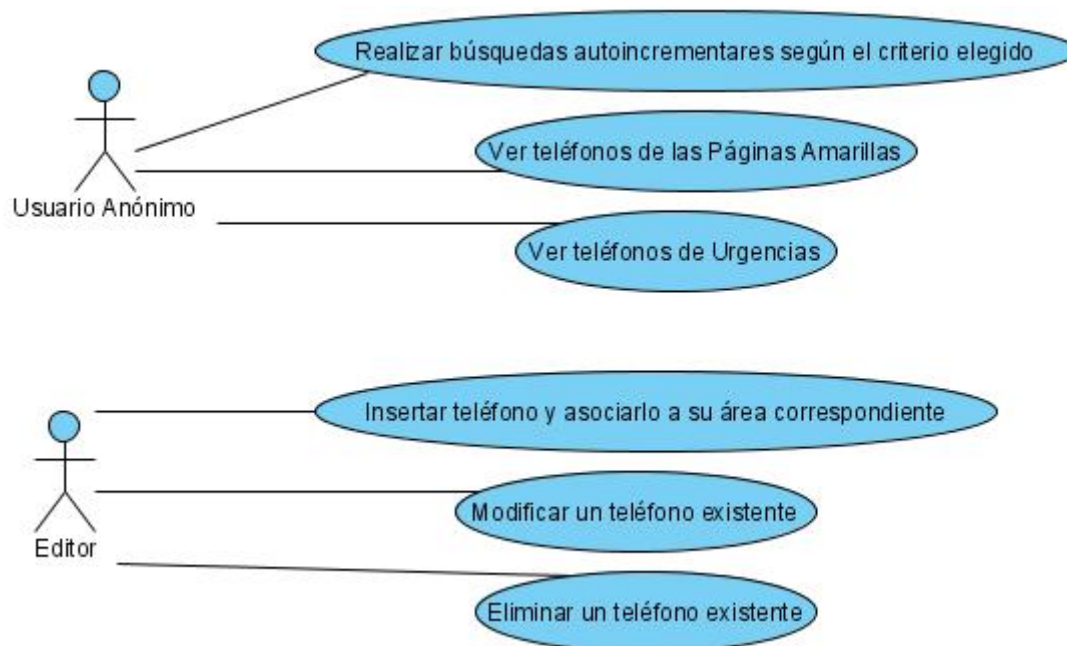 Realizar búsquedas autoincrementares según el criterio elegido
Ver teléfonos de las Páginas Amarillas
Usuario Anónimo
Ver teléfonos de Urgencias
Insertar teléfono y asociarlo a su área correspondiente
Modificar un teléfono existente
Editor
Eliminar un teléfono existente